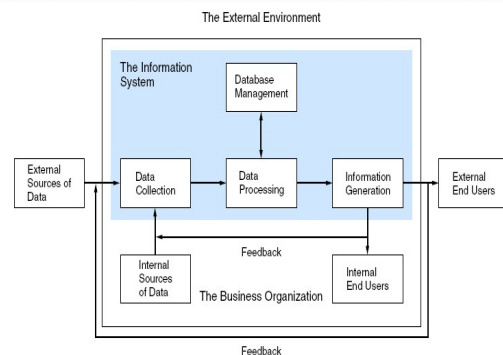 The External Environment
The Information
System
Database
Management
External
Sources of
Data
Data
Collection
Data
Processing
Information
Generation
External
End Users
Feedback
Internal
Sources
of Data
Internal
End Users
The Business Organization
Feedback